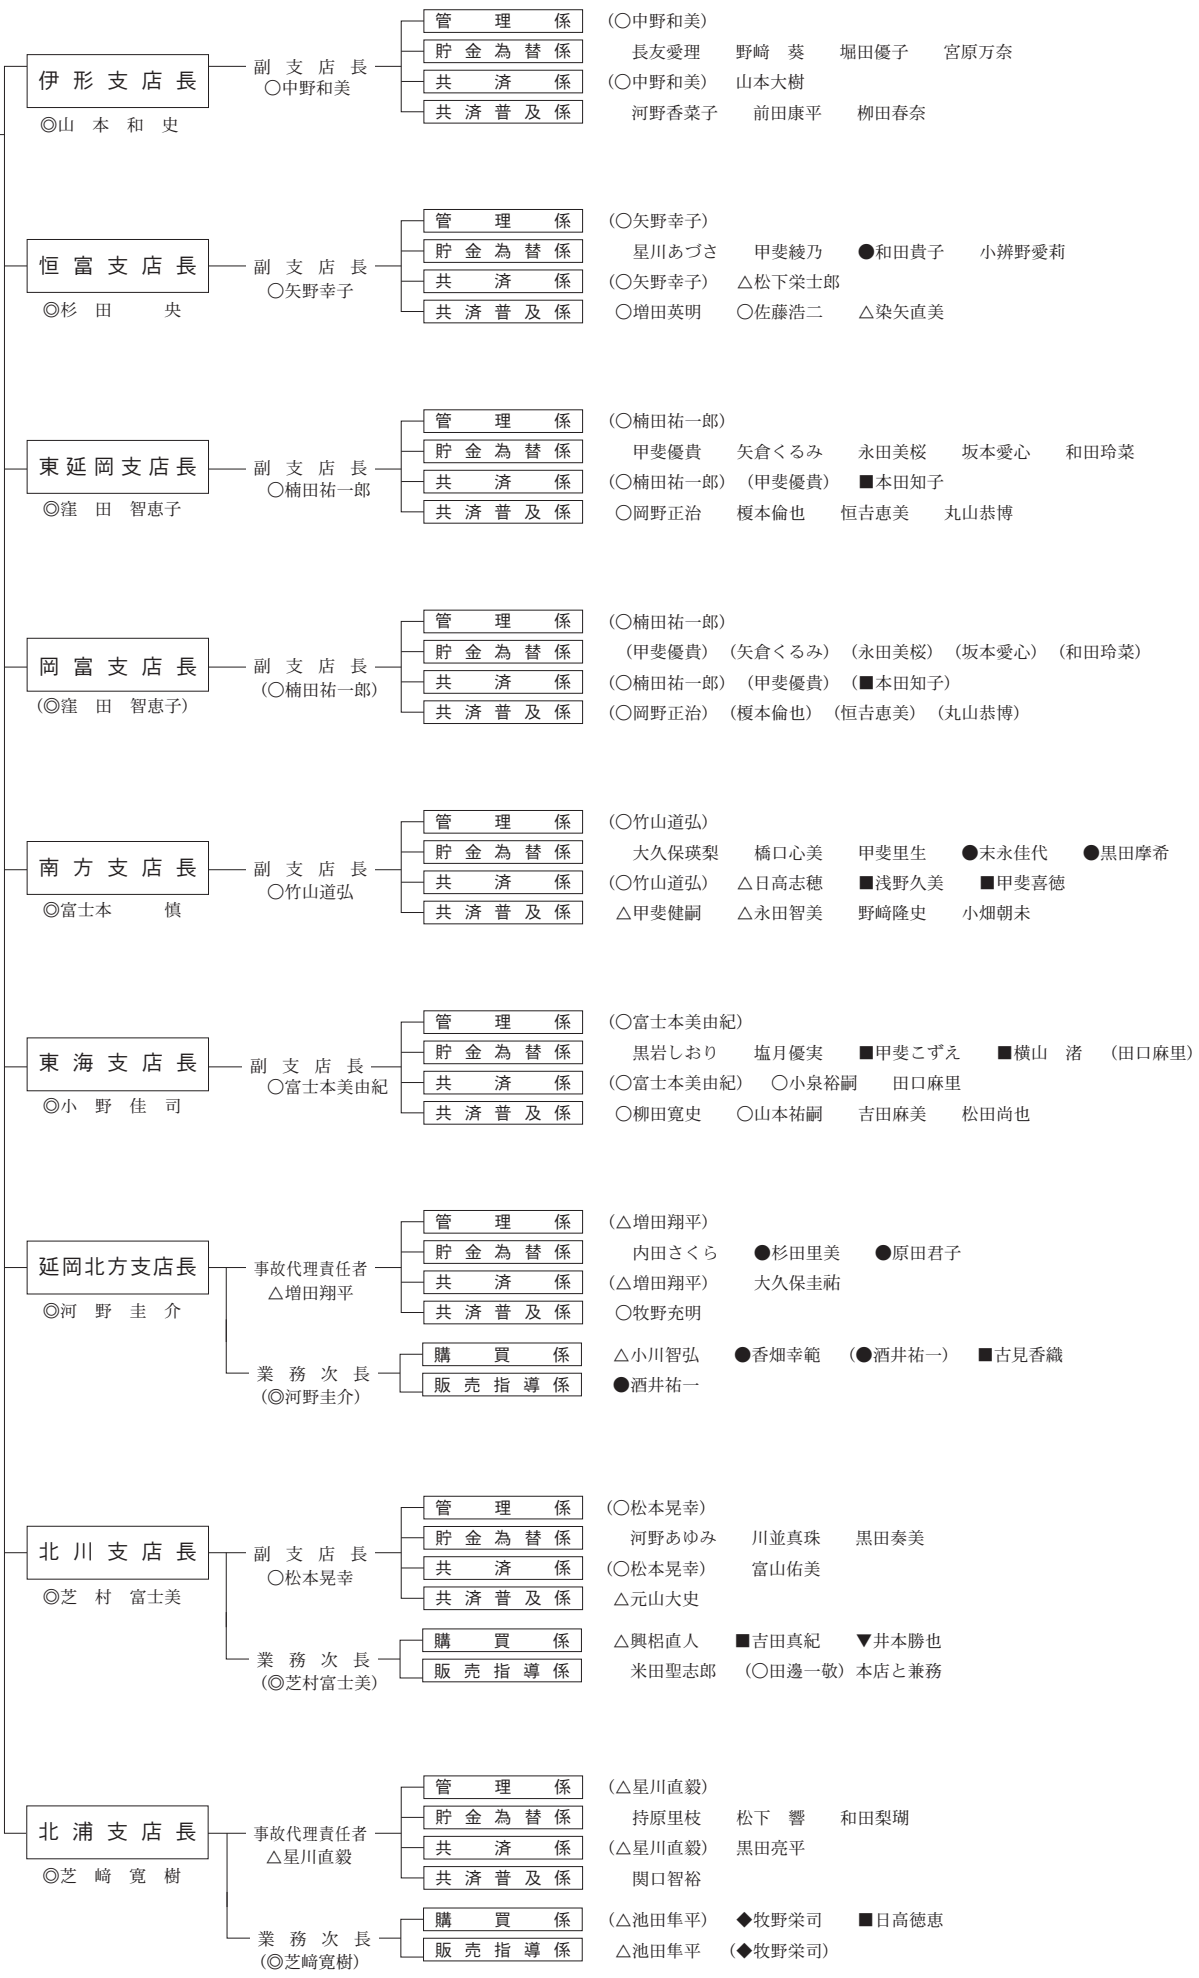 伊形支店長
◎山本和史
副支店長
○中野和美
管理係 (○中野和美)
貯金為替係 長友愛理 野﨑 葵 堀田優子 宮原万奈
共済係 (○中野和美) 山本大樹
共済普及係 河野香菜子 前田康平 栁田春奈
恒富支店長
◎杉田 央
副支店長
○矢野幸子
管理係 (○矢野幸子)
貯金為替係 星川あづさ 甲斐綾乃 ●和田貴子 小辨野愛莉
共済係 (○矢野幸子) △松下栄士郎
共済普及係 ○増田英明 ○佐藤浩二 △染矢直美
東延岡支店長
◎窪田智恵子
副支店長
○楠田祐一郎
管理係 (○楠田祐一郎)
貯金為替係 甲斐優貴 矢倉くるみ 永田美桜 坂本愛心 和田玲菜
共済係 (○楠田祐一郎) (甲斐優貴) ■本田知子
共済普及係 ○岡野正治 榎本倫也 恒吉恵美 丸山恭博
岡富支店長
(◎窪田智恵子)
副支店長
(○楠田祐一郎)
管理係 (○楠田祐一郎)
貯金為替係 (甲斐優貴) (矢倉くるみ) (永田美桜) (坂本愛心) (和田玲菜)
共済係 (○楠田祐一郎) (甲斐優貴) (■本田知子)
共済普及係 (○岡野正治) (榎本倫也) (恒吉恵美) (丸山恭博)
南方支店長
◎富士本 慎
副支店長
○竹山道弘
管理係 (○竹山道弘)
貯金為替係 大久保瑛梨 橋口心美 甲斐里生 ●末永佳代 ●黒田摩希
共済係 (○竹山道弘) △日高志穂 ■浅野久美 ■甲斐喜徳
共済普及係 △甲斐健嗣 △永田智美 野﨑隆史 小畑朝未
東海支店長
◎小野佳司
副支店長
○富士本美由紀
管理係 (○富士本美由紀)
貯金為替係 黒岩しおり 塩月優実 ■甲斐こずえ ■横山 渚 (田口麻里)
共済係 (○富士本美由紀) ○小泉裕嗣 田口麻里
共済普及係 ○柳田寛史 ○山本祐嗣 吉田麻美 松田尚也
延岡北方支店長
◎河野圭介
事故代理責任者
△増田翔平
管理係 (△増田翔平)
貯金為替係 内田さくら ●杉田里美 ●原田君子
共済係 (△増田翔平) 大久保圭祐
共済普及係 ○牧野充明
業務次長
(◎河野圭介)
購買係 △小川智弘 ●香畑幸範 (●酒井祐一) ■古見香織
販売指導係 ●酒井祐一
北川支店長
◎芝村富士美
副支店長
○松本晃幸
管理係 (○松本晃幸)
貯金為替係 河野あゆみ 川並真珠 黒田奏美
共済係 (○松本晃幸) 富山佑美
共済普及係 △元山大史
業務次長
(◎芝村富士美)
購買係 △興梠直人 ■吉田真紀 ▼井本勝也
販売指導係 米田聖志郎 (○田邊一敬) 本店と兼務
北浦支店長
◎芝﨑寛樹
事故代理責任者
△星川直毅
管理係 (△星川直毅)
貯金為替係 持原里枝 松下 響 和田梨瑚
共済係 (△星川直毅) 黒田亮平
共済普及係 関口智裕
業務次長
(◎芝﨑寛樹)
購買係 (△池田隼平) ◆牧野栄司 ■日高徳恵
販売指導係 △池田隼平 (◆牧野栄司)